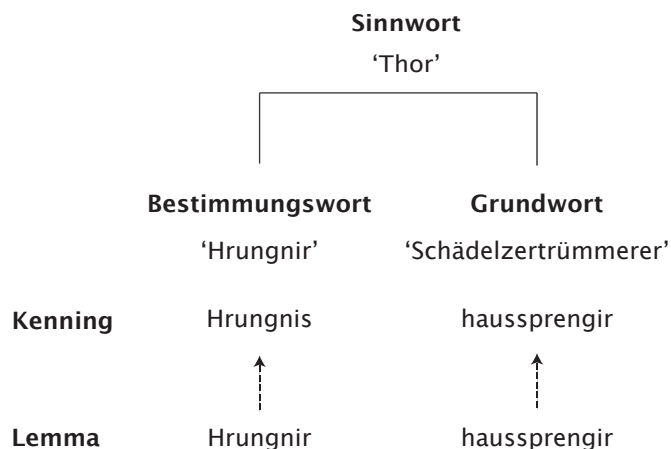 Sinnwort
‘Thor’
Bestimmungswort Grundwort
‘Hrungnir’ ‘Schädelzertrümmerer’
Kenning Hrungnis haussprengir
Lemma Hrungnir haussprengir